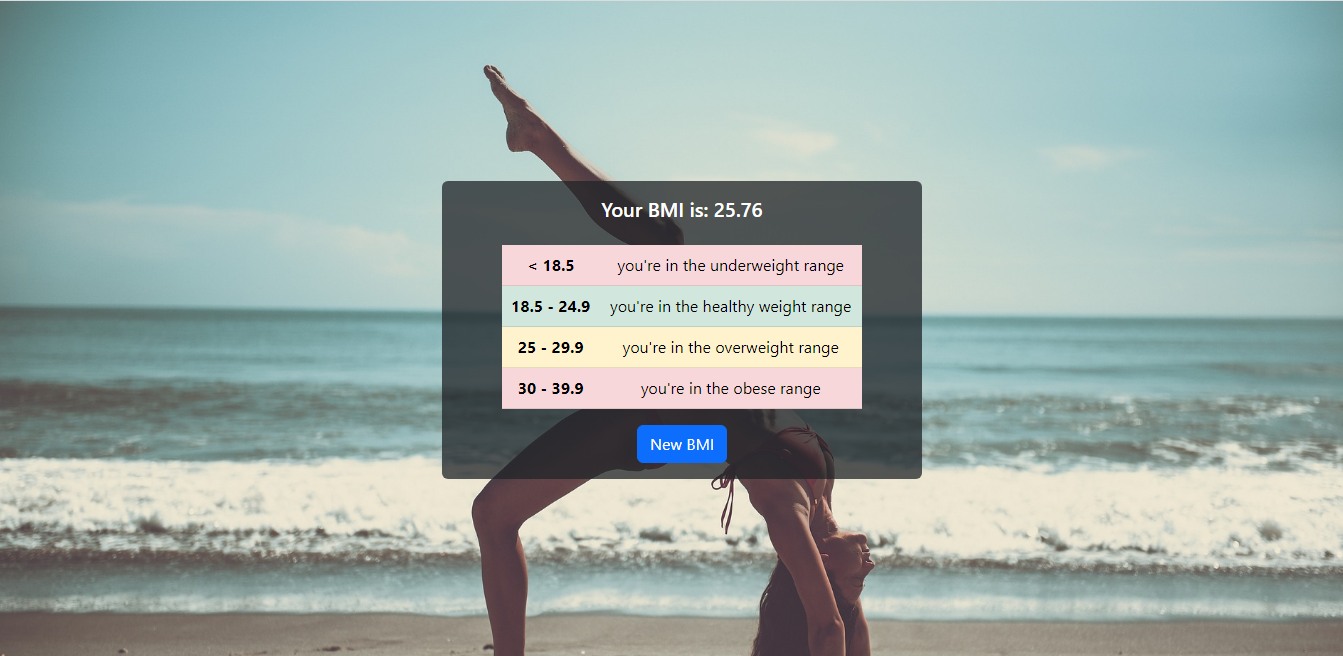 Your BMI is: 25.76
< 18.5 you're in the underweight range
18.5 - 24.9 you're in the healthy weight range
25 - 29.9 you're in the overweight range
30 - 39.9 you're in the obese range
New BMI